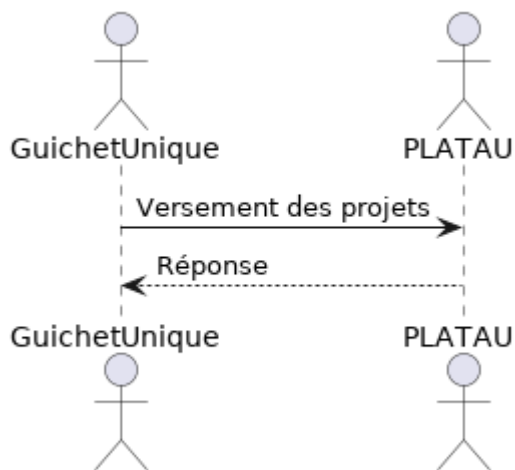 GuichetUnique PLATAU
Versement des projets
Réponse
GuichetUnique PLATAU